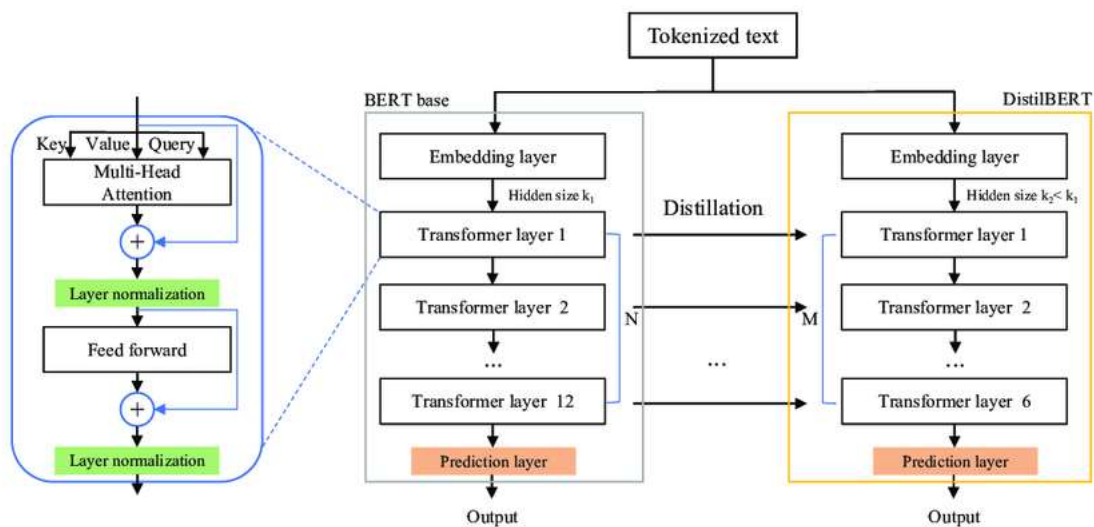 Tokenized text
BERT base
DistilBERT
Key Value Query
Multi-Head
Attention
+
Layer normalization
Feed forward
+
Layer normalization
Embedding layer
Hidden size k₁
Transformer layer 1
Transformer layer 2
...
Transformer layer 12
N
Prediction layer
Output
Distillation
...
Embedding layer
Hidden size k₂< k₁
Transformer layer 1
Transformer layer 2
...
Transformer layer 6
M
Prediction layer
Output